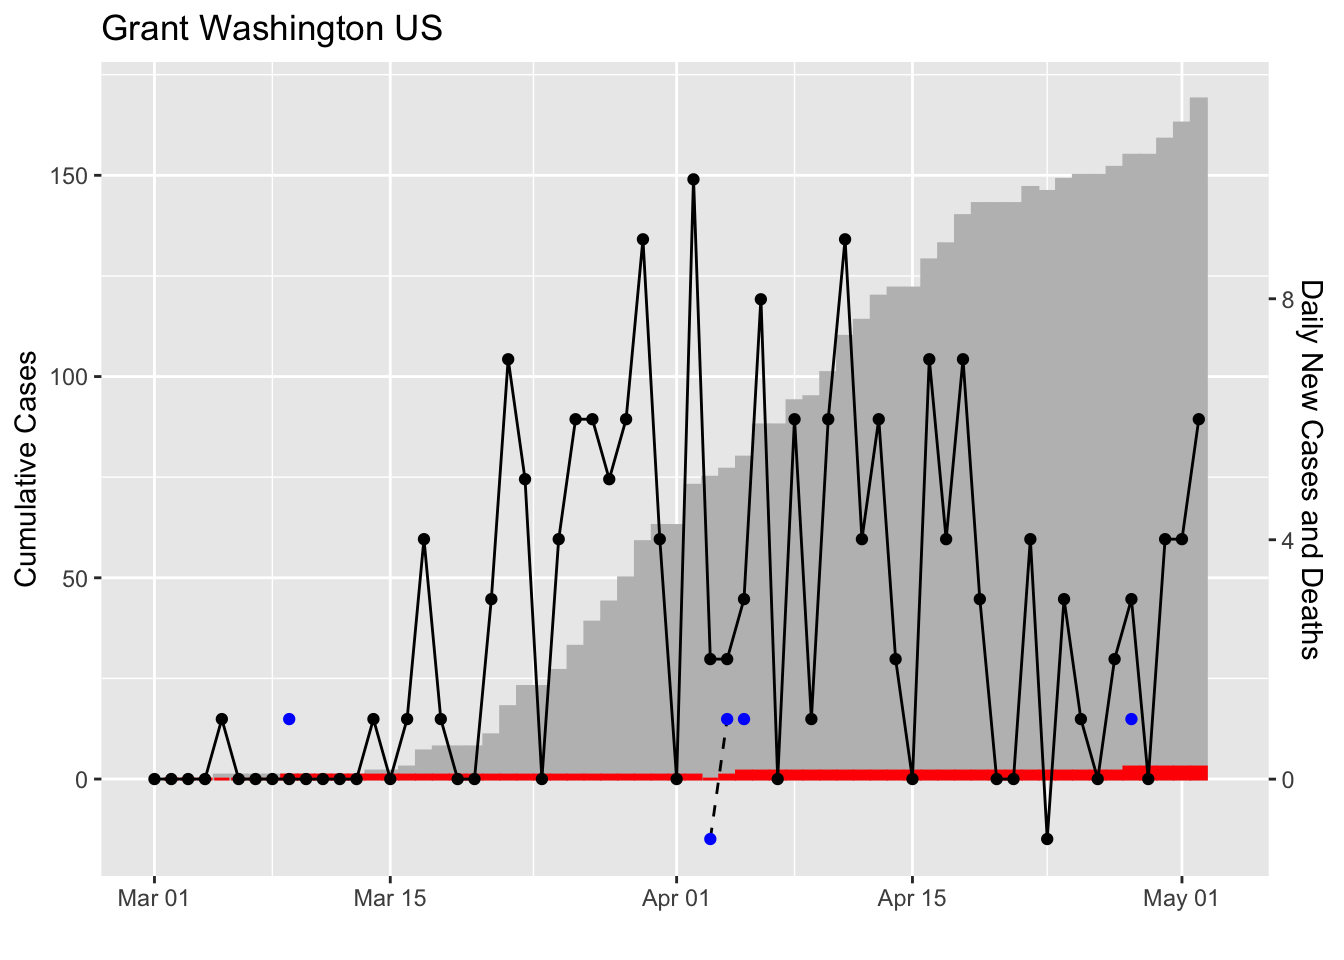 Grant Washington US
Cumulative Cases
150
100
50
0
8
4
0
Daily New Cases and Deaths
Mar 01
Mar 15
Apr 01
Apr 15
May 01